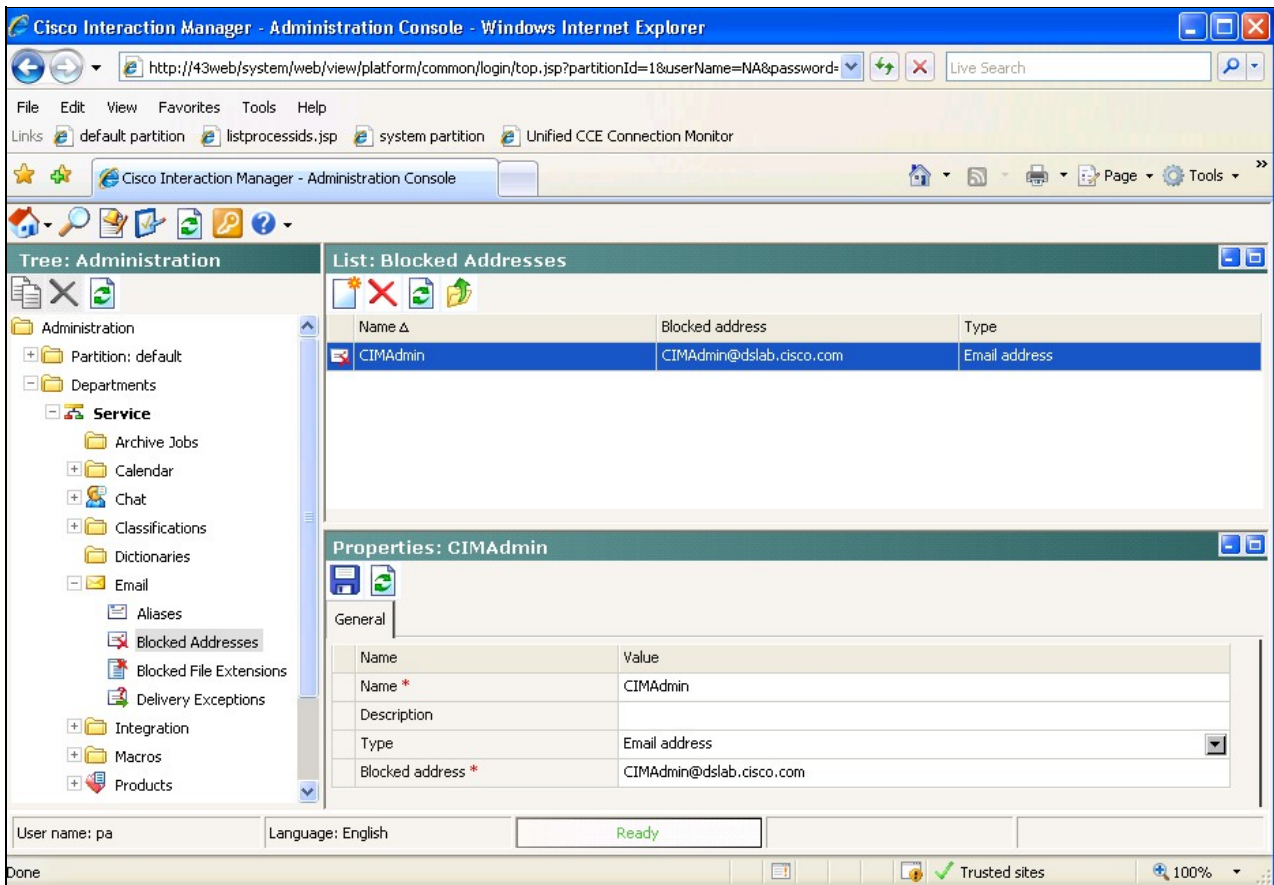 Cisco Interaction Manager - Administration Console - Windows Internet Explorer
http://43web/system/web/view/platform/common/login/top.jsp?partitionId=1&userName=NA&password=
Live Search
File Edit View Favorites Tools Help
Links default partition listprocessids.jsp system partition Unified CCE Connection Monitor
Cisco Interaction Manager - Administration Console
Page Tools
Tree: Administration
Administration
Partition: default
Departments
Service
Archive Jobs
Calendar
Chat
Classifications
Dictionaries
Email
Aliases
Blocked Addresses
Blocked File Extensions
Delivery Exceptions
Integration
Macros
Products
List: Blocked Addresses
Name Blocked address Type
CIMAdmin CIMAdmin@dslab.cisco.com Email address
Properties: CIMAdmin
General
Name Value
Name * CIMAdmin
Description
Type Email address
Blocked address * CIMAdmin@dslab.cisco.com
User name: pa Language: English Ready
Done Trusted sites 100%